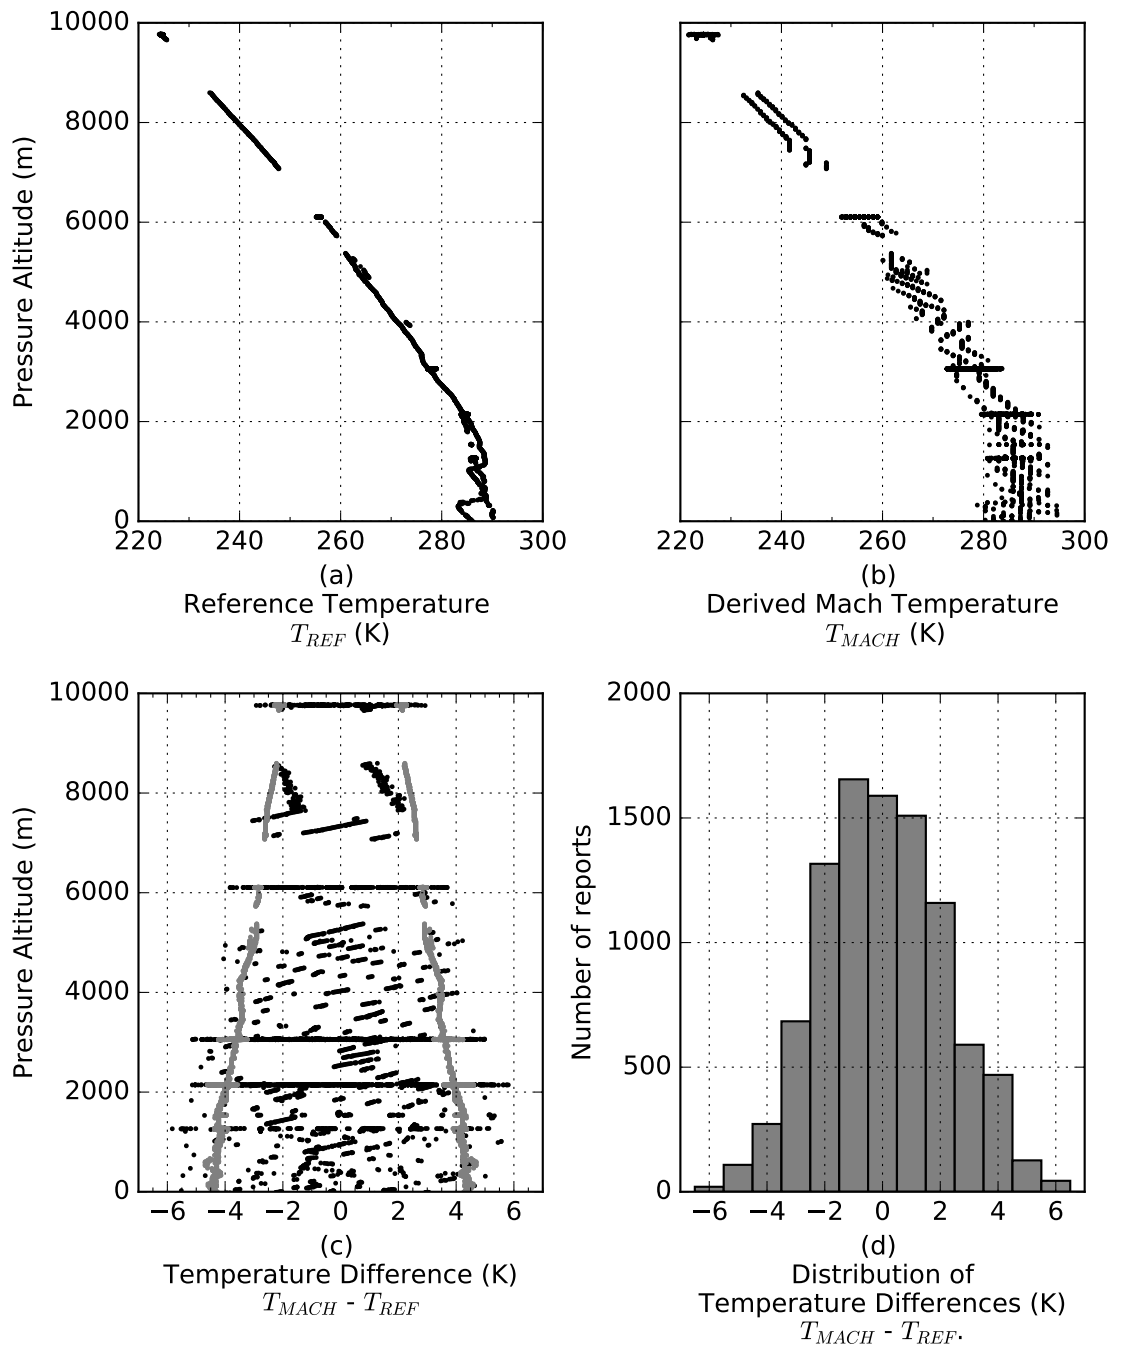 10000
8000
6000
4000
2000
0
Pressure Altitude (m)
220 240 260 280 300
(a)
Reference Temperature
T_REF (K)
220 240 260 280 300
(b)
Derived Mach Temperature
T_MACH (K)
10000
8000
6000
4000
2000
0
Pressure Altitude (m)
−6 −4 −2 0 2 4 6
(c)
Temperature Difference (K)
T_MACH - T_REF
2000
1500
1000
500
0
Number of reports
−6 −4 −2 0 2 4 6
(d)
Distribution of
Temperature Differences (K)
T_MACH - T_REF.